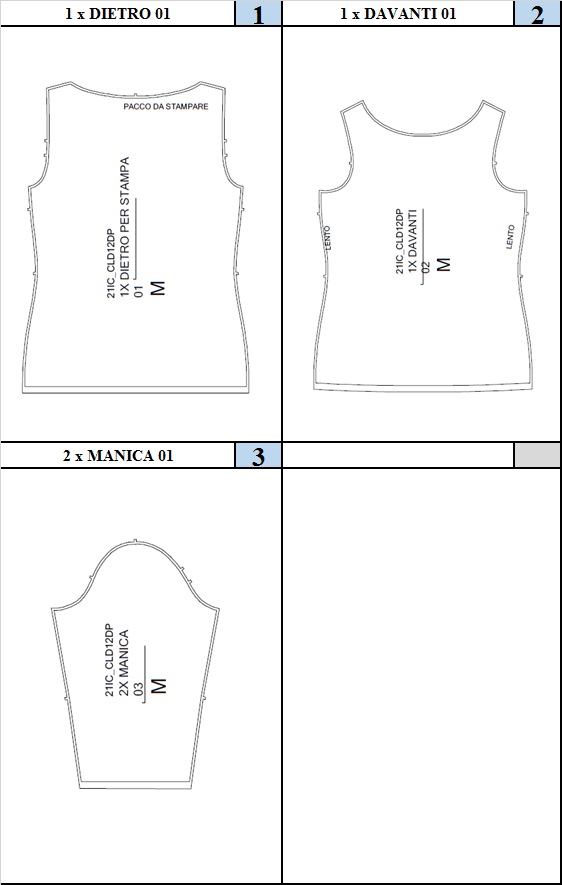 1 x DIETRO 01
1
1 x DAVANTI 01
2
PACCO DA STAMPARE
21IC_CLD12DP
1X DIETRO PER STAMPA
01
M
LENTO
21IC_CLD12DP
1X DAVANTI
02
M
LENTO
2 x MANICA 01
3
21IC_CLD12DP
2X MANICA
03
M